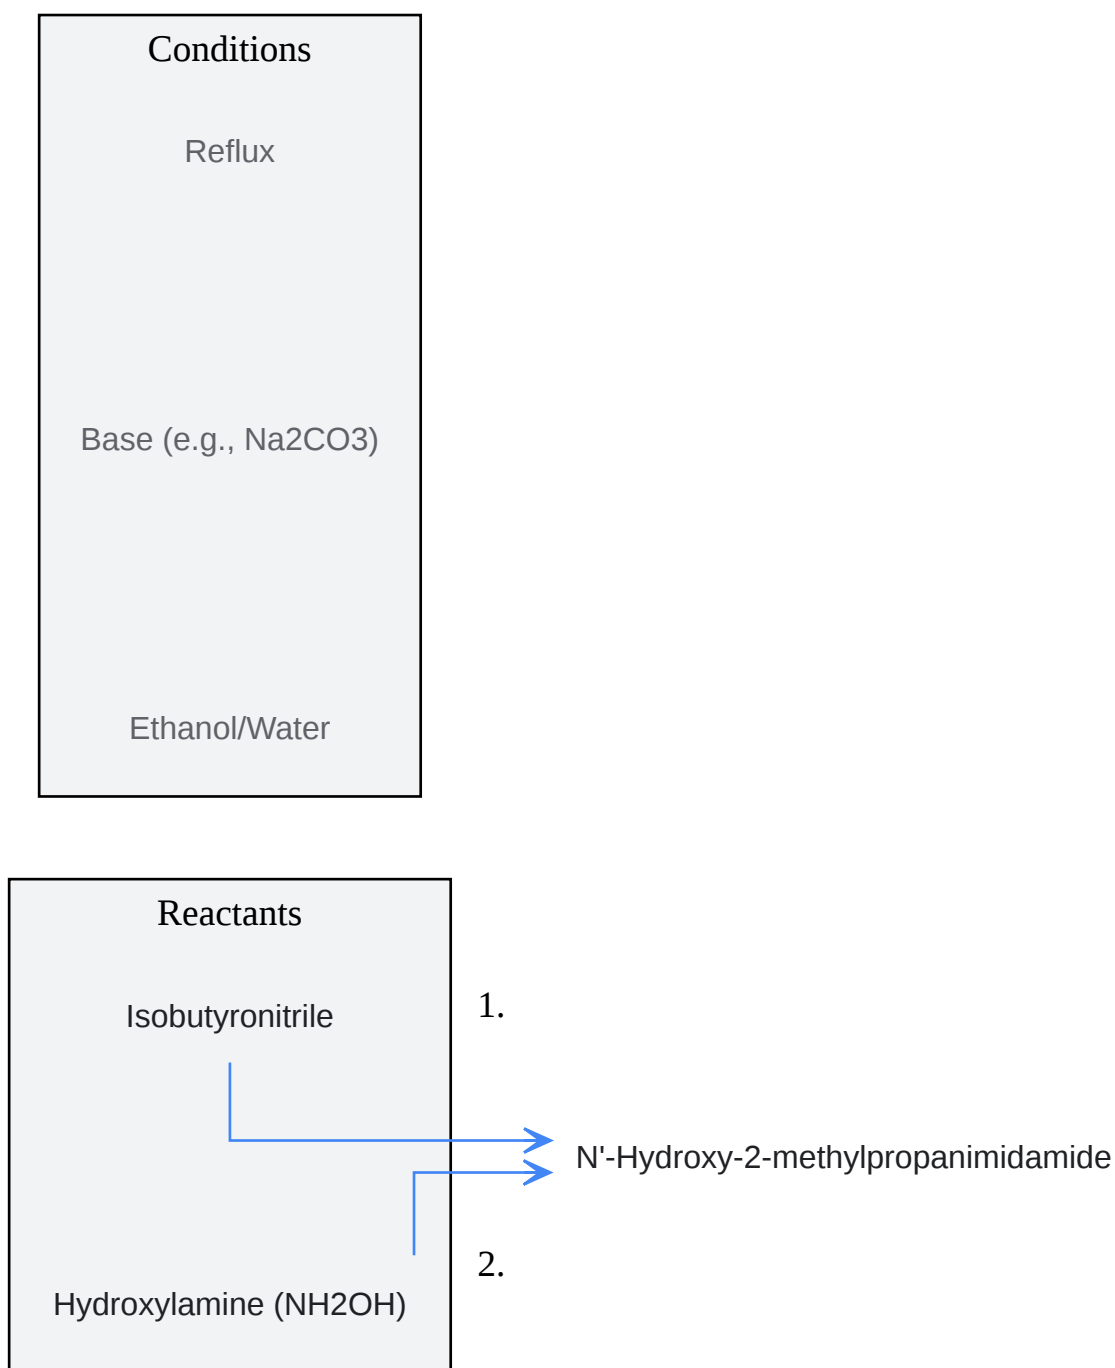 Conditions
Reflux
Base (e.g., Na2CO3)
Ethanol/Water
Reactants
Isobutyronitrile
1.
N'-Hydroxy-2-methylpropanimidamide
2.
Hydroxylamine (NH2OH)